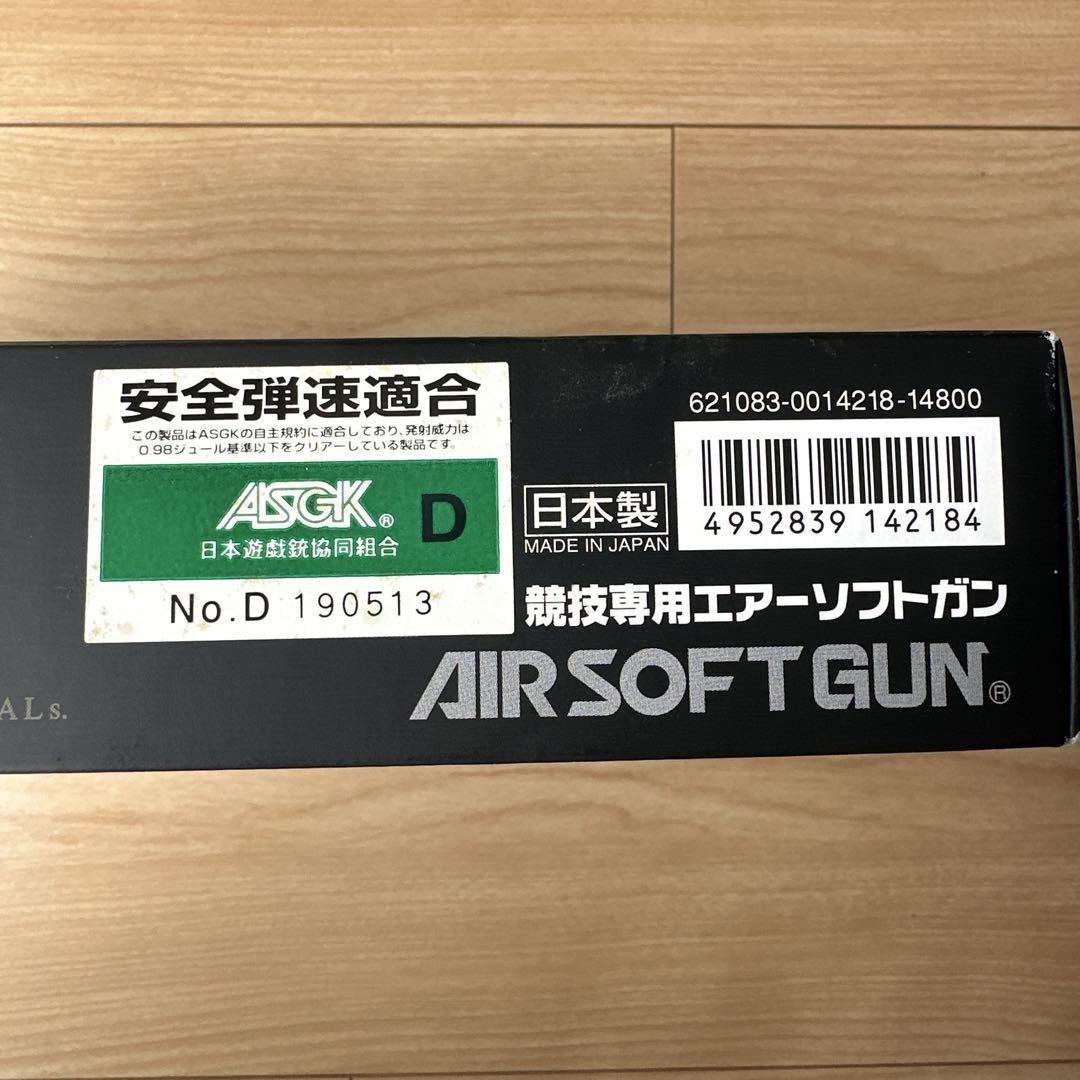 安全弾速適合
この製品はASGKの自主規約に適合しており、発射威力は
0.98ジュール基準以下をクリアーしている製品です。
ASGK® D
日本遊戯銃協同組合
No.D 190513
621083-0014218-14800
4952839 142184
日本製
MADE IN JAPAN
競技専用エアーソフトガン
AIR SOFT GUN®
ALs.